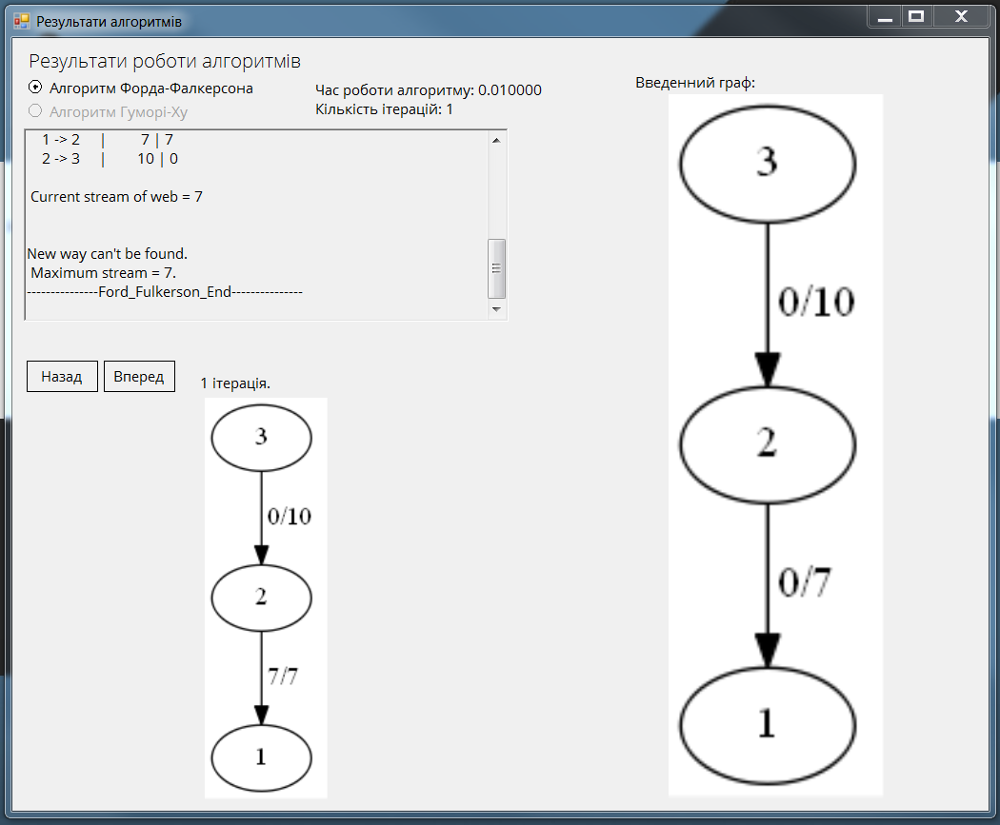 Результати алгоритмів
Результати роботи алгоритмів
Алгоритм Форда-Фалкерсона
Алгоритм Гуморі-Ху
Час роботи алгоритму: 0.010000
Кількість ітерацій: 1
1 -> 2 | 7 | 7
2 -> 3 | 10 | 0
Current stream of web = 7
New way can't be found.
Maximum stream = 7.
---------------Ford_Fulkerson_End---------------
Назад
Вперед
1 ітерація.
3
0/10
2
7/7
1
Введенний граф:
3
0/10
2
0/7
1